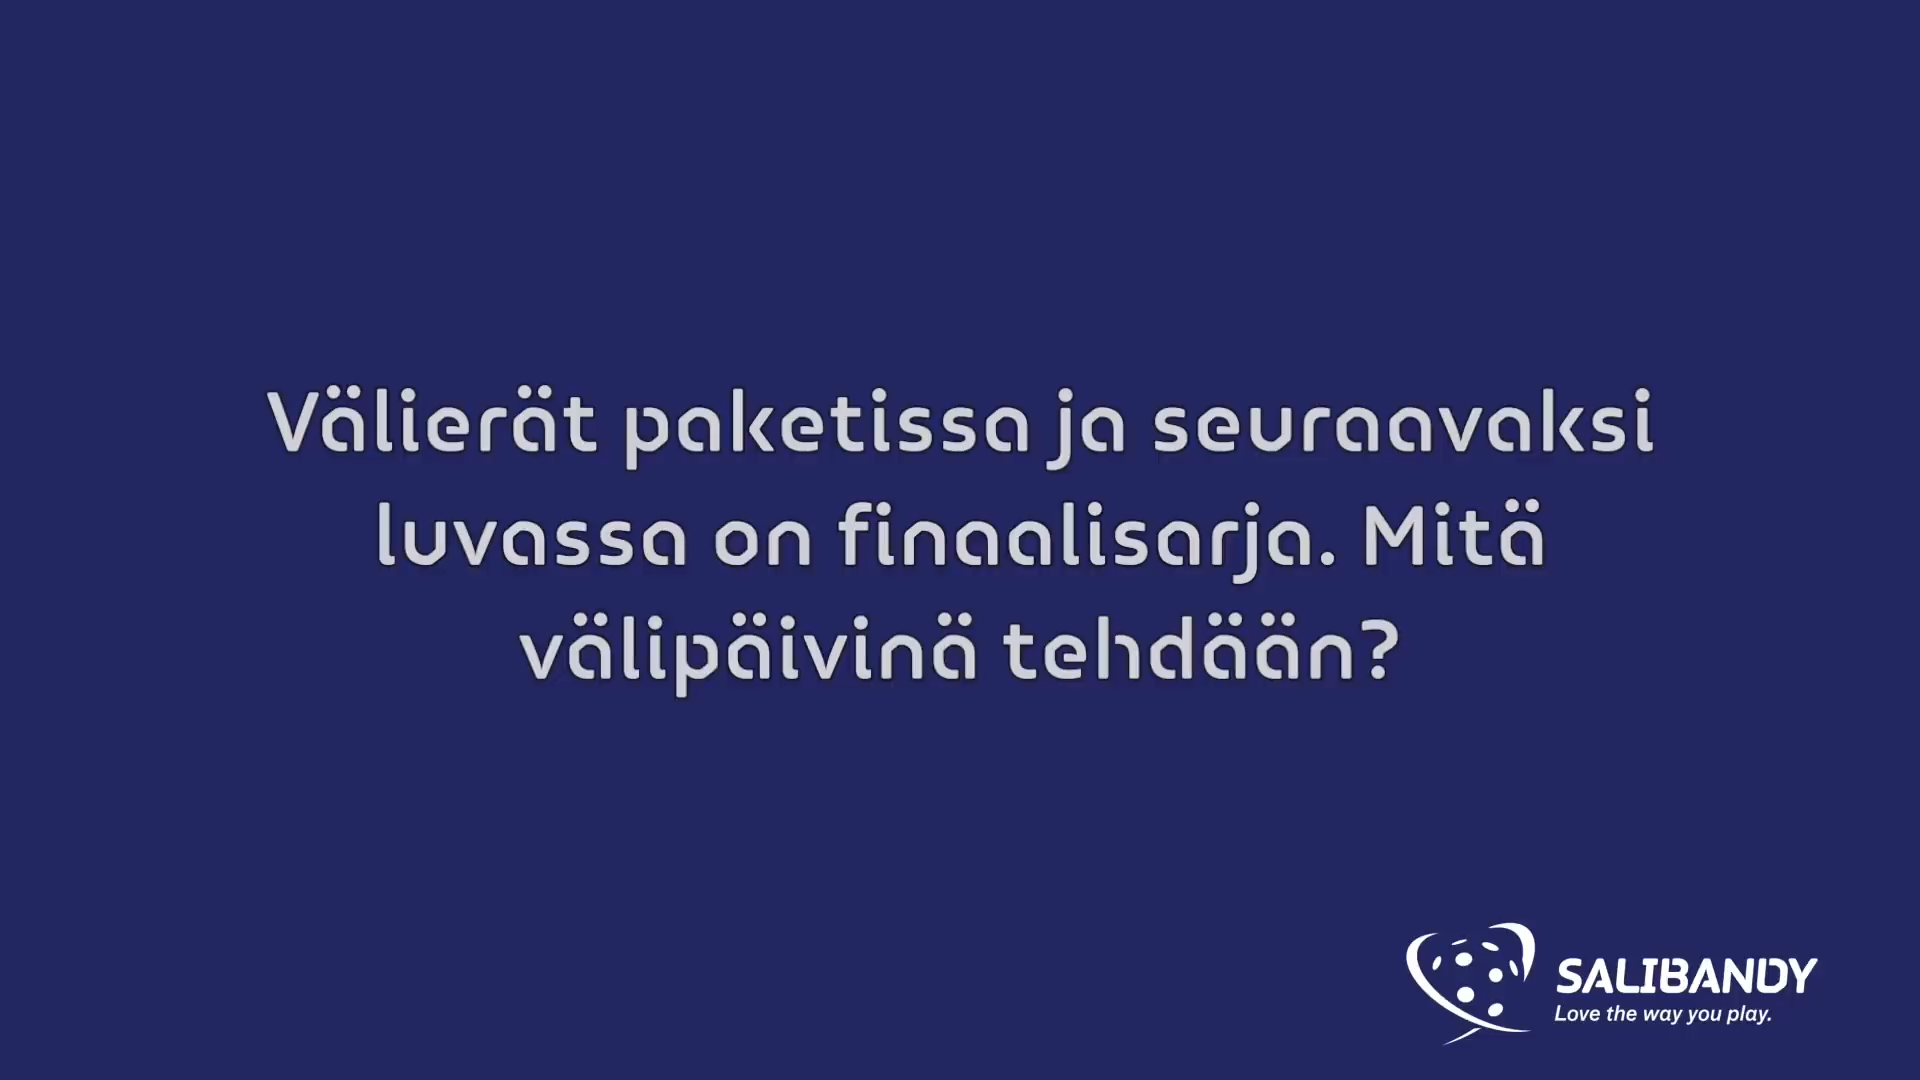 Välierät paketissa ja seuraavaksi
luvassa on finaalisarja. Mitä
välipäivinä tehdään?
SALIBANDY
Love the way you play.